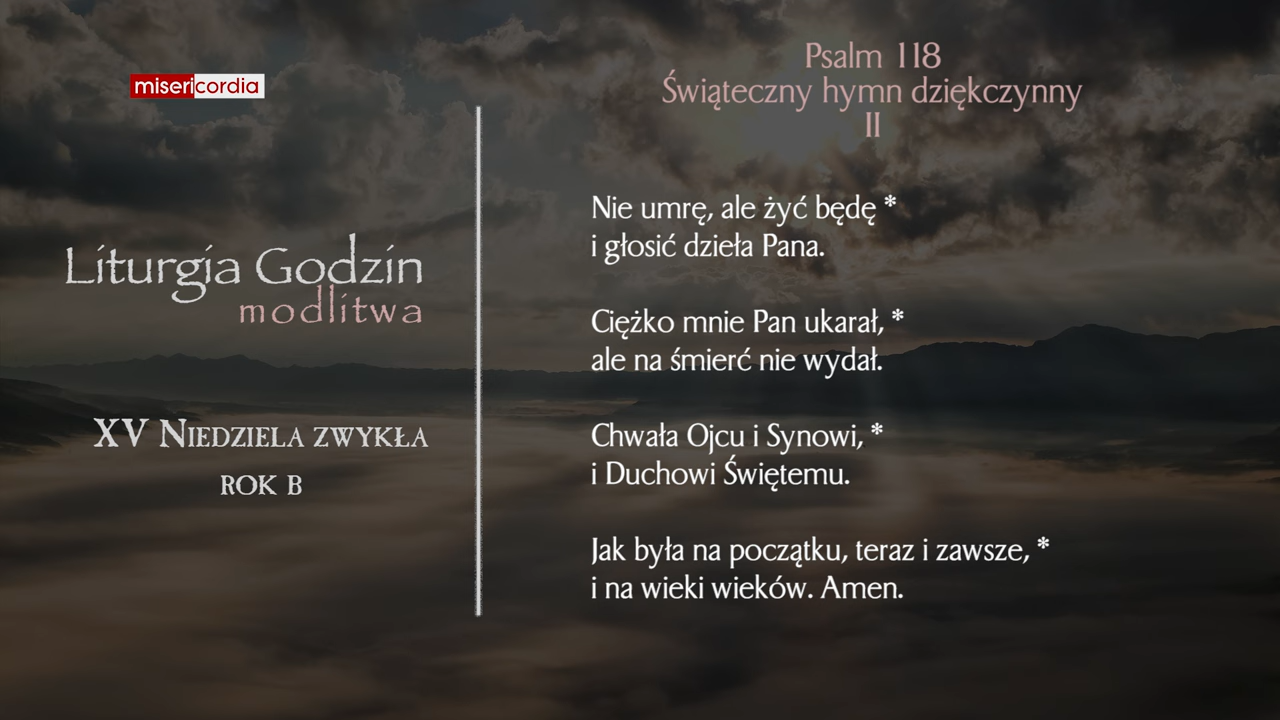 misericordia
Liturgia Godzin
modlitwa
XV Niedziela zwykła
rok B
Psalm 118
Świąteczny hymn dziękczynny
II
Nie umrę, ale żyć będę *
i głosić dzieła Pana.
Ciężko mnie Pan ukarał, *
ale na śmierć nie wydał.
Chwała Ojcu i Synowi, *
i Duchowi Świętemu.
Jak była na początku, teraz i zawsze, *
i na wieki wieków. Amen.